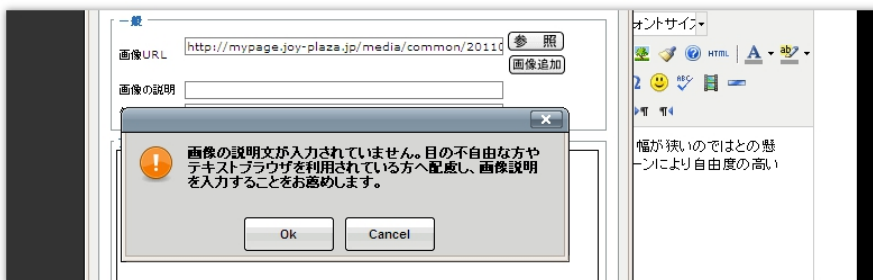 一般
ォントサイズ
画像URL
http://mypage.joy-plaza.jp/media/common/2011
参 照
画像追加
HTML
A
ab
画像の説明
ABC
画像の説明文が入力されていません。目の不自由な方や
テキストブラウザを利用されている方へ配慮し、画像説明
を入力することをお薦めします。
Ok
Cancel
幅が狭いのではとの懸
ーンにより自由度の高い